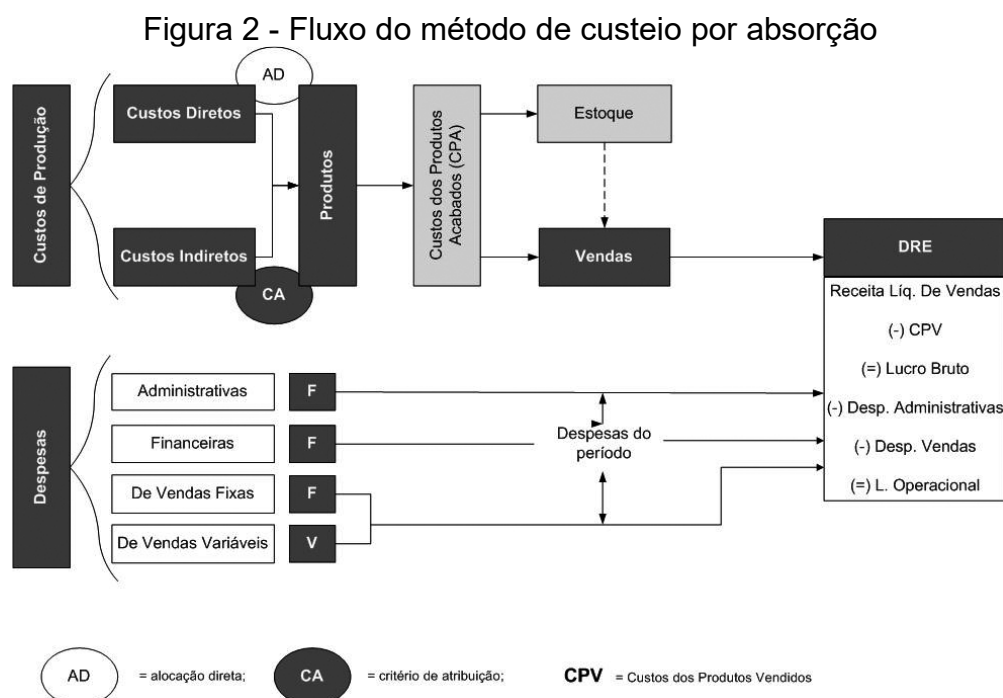 Figura 2 - Fluxo do método de custeio por absorção
AD
Custos de Produção
Custos Diretos
Custos Indiretos
CA
Produtos
Custos dos Produtos
Acabados (CPA)
Estoque
Vendas
DRE
Receita Líq. De Vendas
(-) CPV
(=) Lucro Bruto
(-) Desp. Administrativas
(-) Desp. Vendas
(=) L. Operacional
Despesas
Administrativas
F
Financeiras
F
De Vendas Fixas
F
De Vendas Variáveis
V
Despesas do
período
AD = alocação direta;
CA = critério de atribuição;
CPV = Custos dos Produtos Vendidos